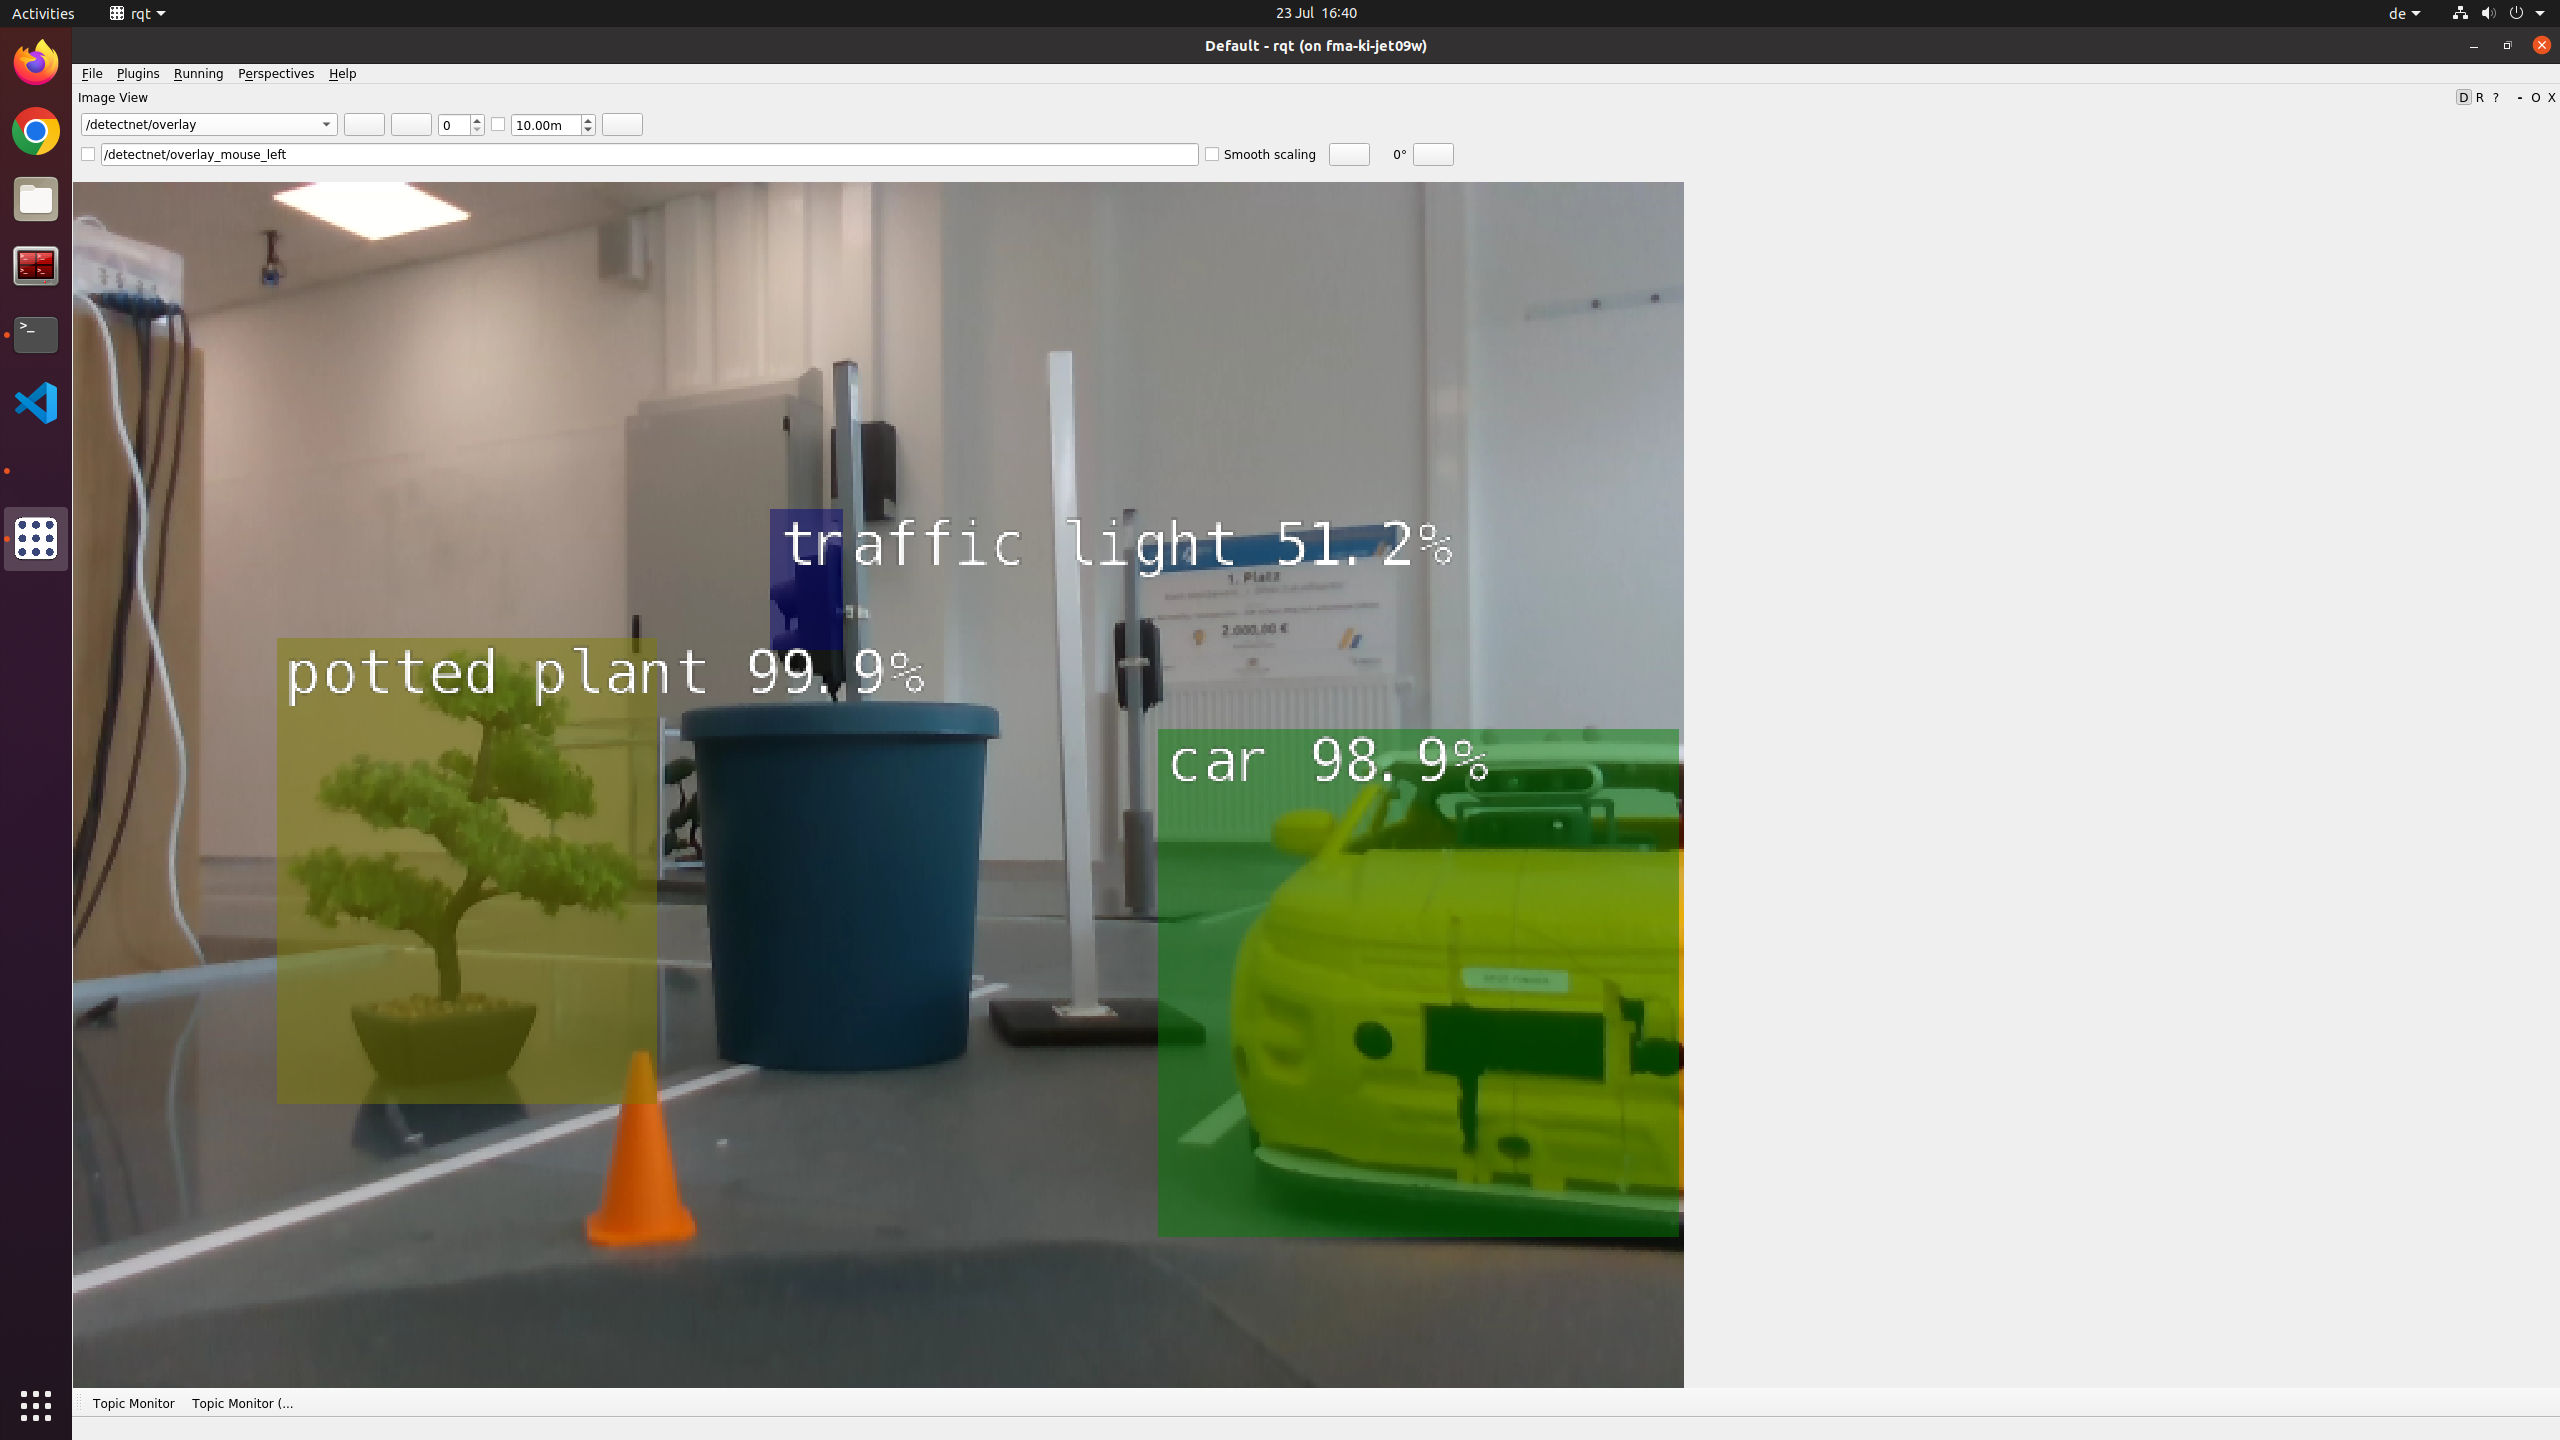 Activities
rqt
23 Jul 16:40
de
Default - rqt (on fma-ki-jet09w)
File Plugins Running Perspectives Help
Image View
D R ? - O X
/detectnet/overlay
0
10.00m
/detectnet/overlay_mouse_left
Smooth scaling
0°
traffic light 51.2%
1. Platz
2.000,00 €
potted plant 99.9%
car 98.9%
Topic Monitor
Topic Monitor (...